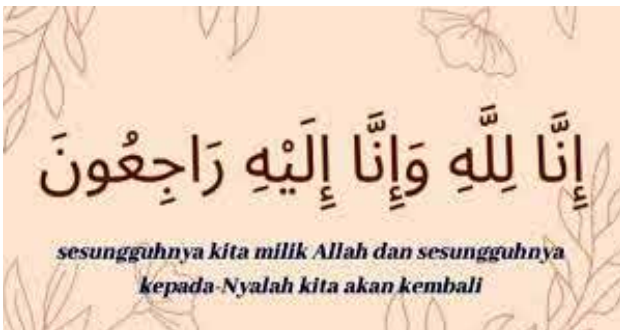 إِنَّا لِلَّهِ وَإِنَّا إِلَيْهِ رَاجِعُونَ
sesungguhnya kita milik Allah dan sesungguhnya
kepada-Nyalah kita akan kembali